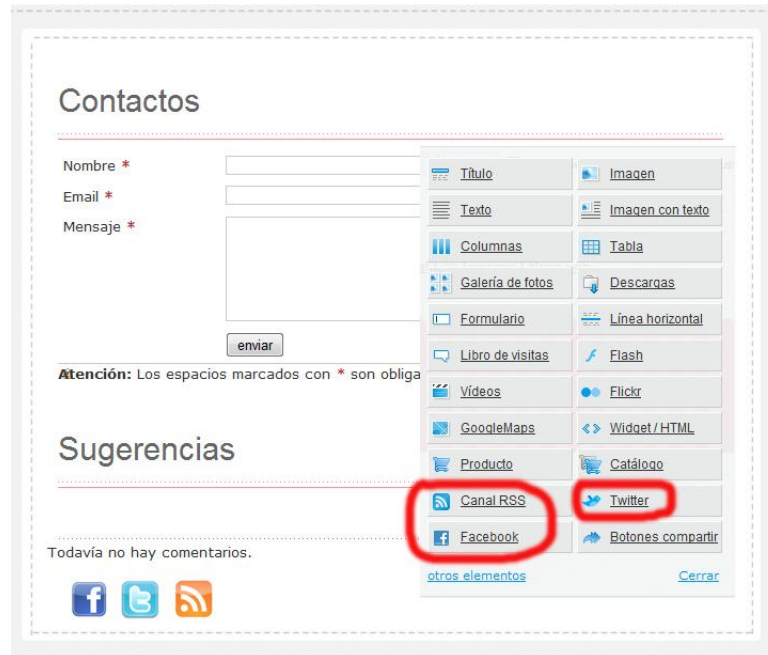 Contactos
Nombre *
Email *
Mensaje *
enviar
Atención: Los espacios marcados con * son obliga
Sugerencias
Todavía no hay comentarios.
Título Imagen
Texto Imagen con texto
Columnas Tabla
Galería de fotos Descargas
Formulario Línea horizontal
Libro de visitas Flash
Vídeos Flickr
GoogleMaps Widget / HTML
Producto Catálogo
Canal RSS Twitter
Facebook Botones compartir
otros elementos Cerrar